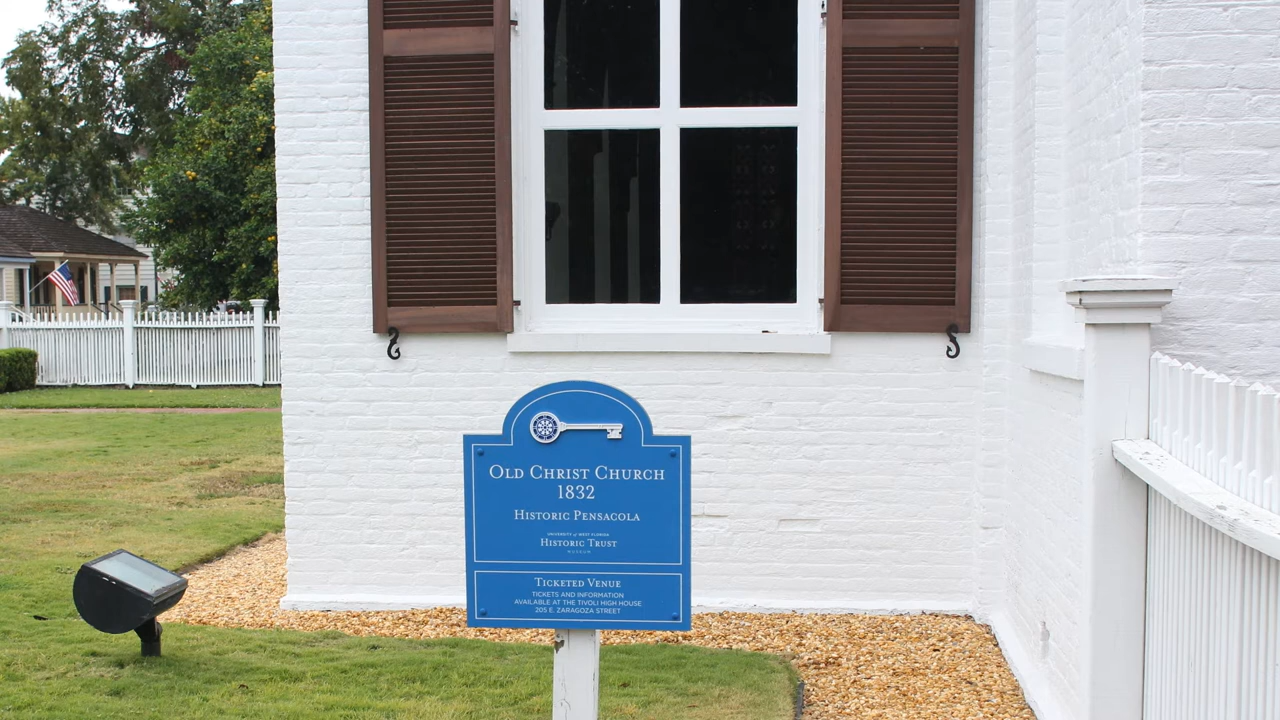 OLD CHRIST CHURCH
1832
HISTORIC PENSACOLA
UNIVERSITY of WEST FLORIDA
HISTORIC TRUST
MUSEUM
TICKETED VENUE
TICKETS AND INFORMATION
AVAILABLE AT THE TIVOLI HIGH HOUSE
205 E. ZARAGOZA STREET